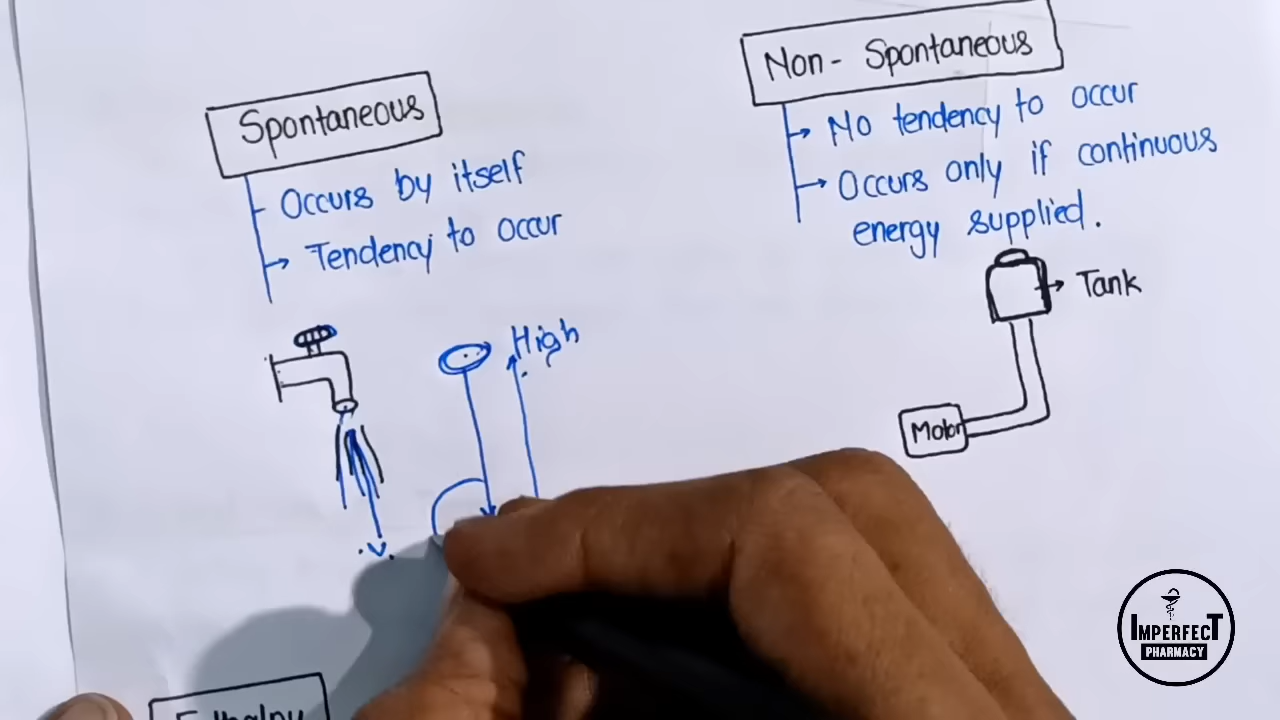 Spontaneous
Occurs by itself
Tendency to occur
High
Non- Spontaneous
No tendency to occur
Occurs only if continuous
energy supplied.
Tank
Motor
IMPERFECT
PHARMACY